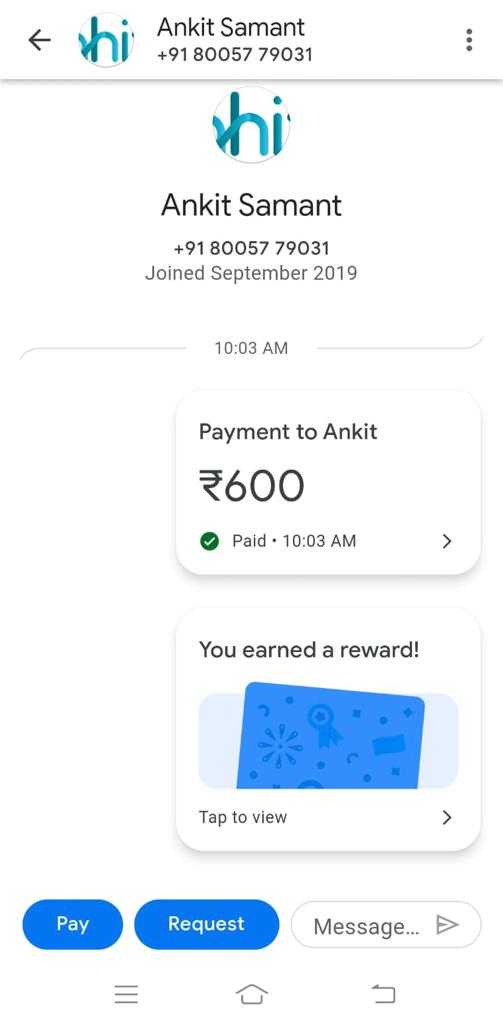 hi
Ankit Samant
+91 80057 79031
hi
Ankit Samant
+91 80057 79031
Joined September 2019
10:03 AM
Payment to Ankit
₹600
Paid • 10:03 AM
You earned a reward!
Tap to view
Pay
Request
Message...